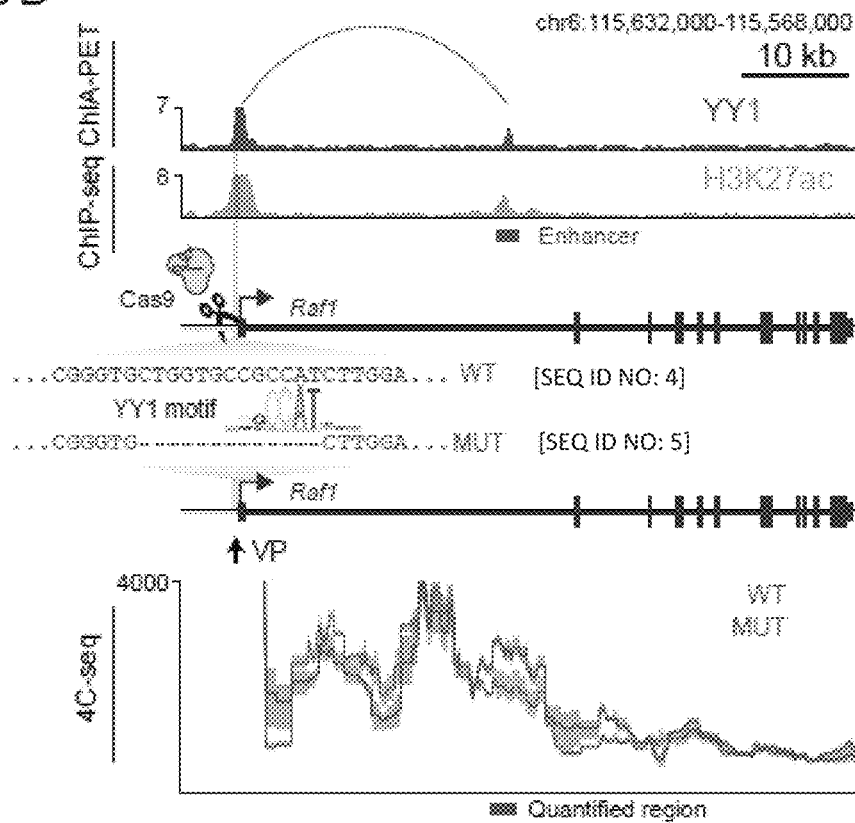 chr6:115,632,000-115,568,000
10 kb
ChIA-PET
7
YY1
ChIP-seq
8
H3K27ac
Enhancer
Cas9
Raf1
...CGGGTGCTGGTGCCGCCATCTTGGA... WT [SEQ ID NO: 4]
YY1 motif
AT
...CGGGTG--------------------CTTGGA...MUT [SEQ ID NO: 5]
Raf1
VP
4000
WT
MUT
4C-seq
Quantified region